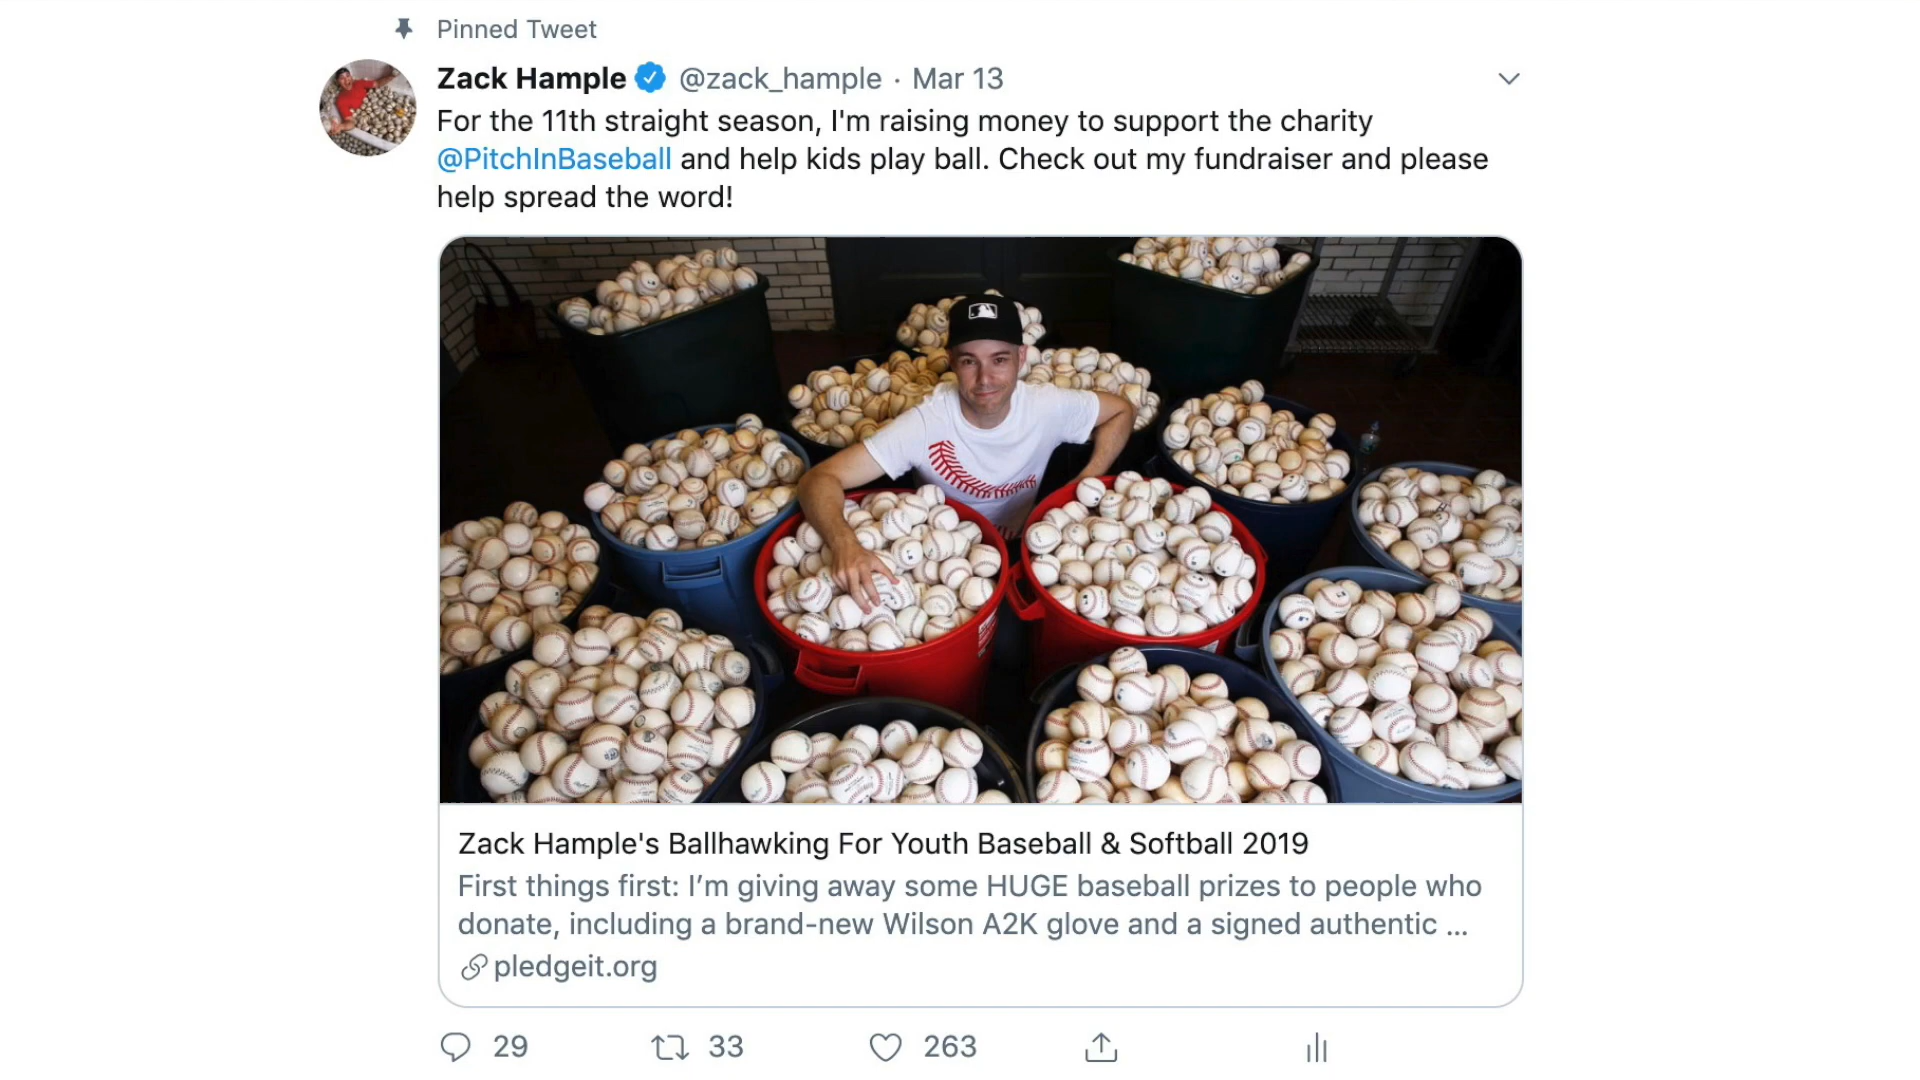 Pinned Tweet
Zack Hample @zack_hample · Mar 13
For the 11th straight season, I'm raising money to support the charity
@PitchInBaseball and help kids play ball. Check out my fundraiser and please
help spread the word!
Zack Hample's Ballhawking For Youth Baseball & Softball 2019
First things first: I’m giving away some HUGE baseball prizes to people who
donate, including a brand-new Wilson A2K glove and a signed authentic ...
pledgeit.org
29 33 263